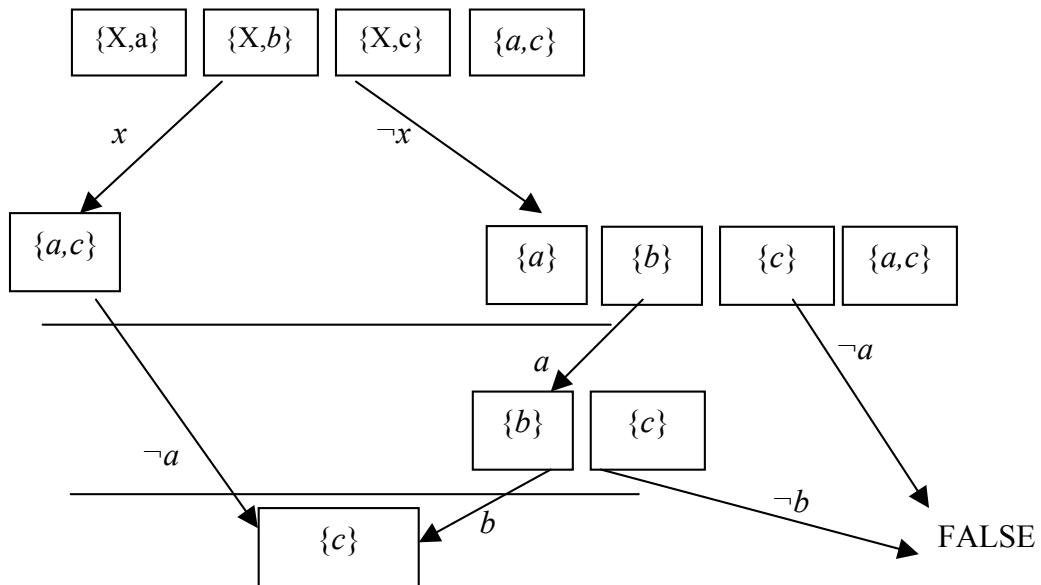 {X,a} {X,b} {X,c} {a,c}
x ¬x
{a,c} {a} {b} {c} {a,c}
a ¬a
{b} {c}
¬a
b ¬b
{c} FALSE